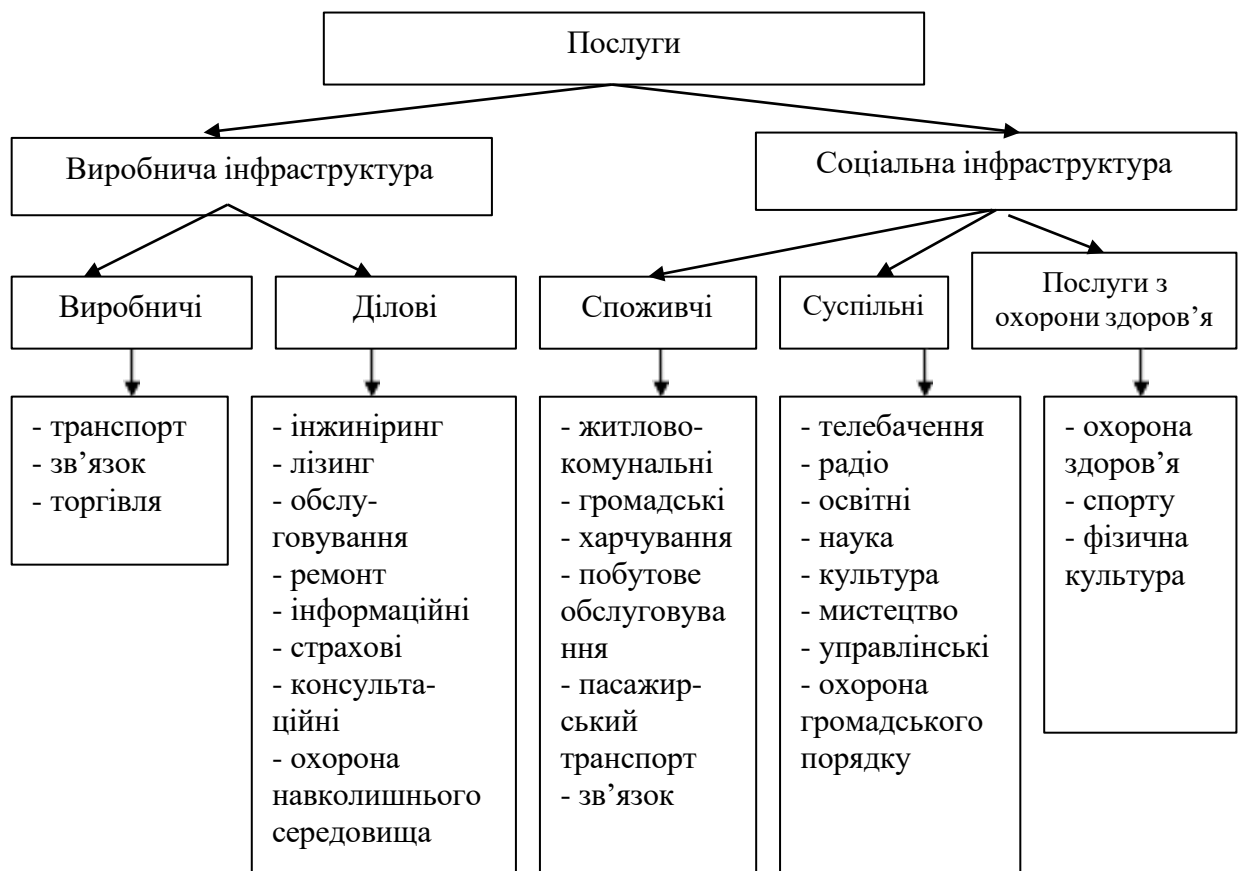 Послуги
Виробнича інфраструктура
Соціальна інфраструктура
Виробничі
Ділові
Споживчі
Суспільні
Послуги з
охорони здоров’я
- транспорт
- зв’язок
- торгівля
- інжиніринг
- лізинг
- обслу-
говування
- ремонт
- інформаційні
- страхові
- консульта-
ційні
- охорона
навколишнього
середовища
- житлово-
комунальні
- громадські
- харчування
- побутове
обслуговува
ння
- пасажир-
ський
транспорт
- зв’язок
- телебачення
- радіо
- освітні
- наука
- культура
- мистецтво
- управлінські
- охорона
громадського
порядку
- охорона
здоров’я
- спорту
- фізична
культура